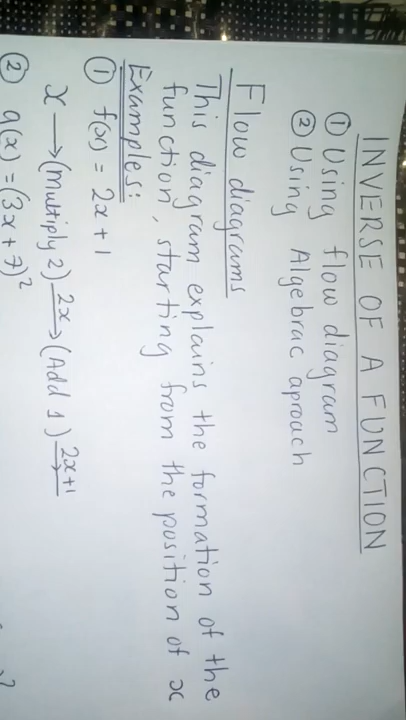 INVERSE OF A FUNCTION
① Using flow diagram
② Using Algebrac aproach
Flow diagrams
This diagram explains the formation of the
function, starting from the position of x
Examples:
① f(x) = 2x + 1
x → (multiply 2) 2x → (Add 1) 2x+1 →
② g(x) = (3x + 7)²